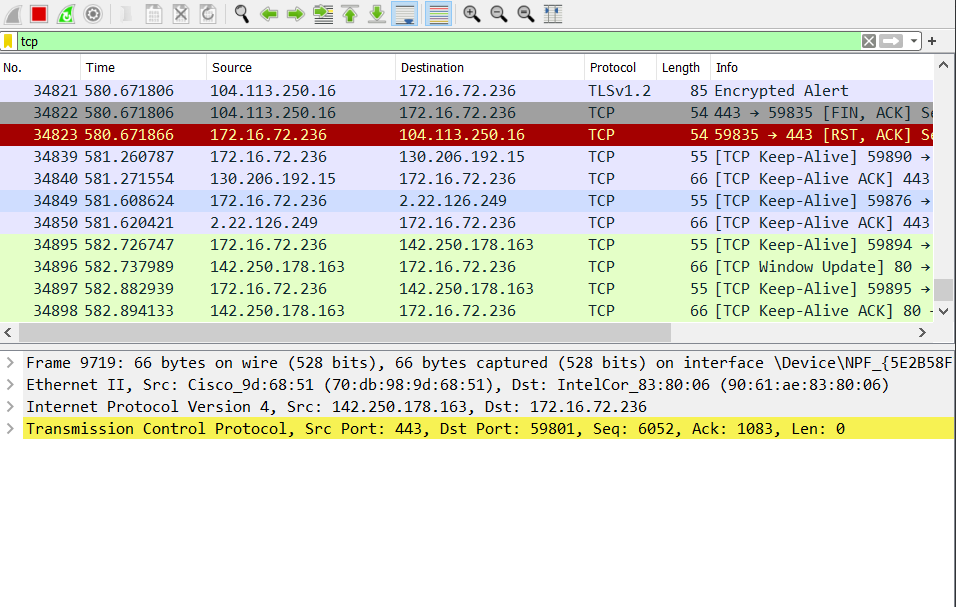 tcp
No. Time Source Destination Protocol Length Info
34821 580.671806 104.113.250.16 172.16.72.236 TLSv1.2 85 Encrypted Alert
34822 580.671806 104.113.250.16 172.16.72.236 TCP 54 443 → 59835 [FIN, ACK] Se
34823 580.671866 172.16.72.236 104.113.250.16 TCP 54 59835 → 443 [RST, ACK] Se
34839 581.260787 172.16.72.236 130.206.192.15 TCP 55 [TCP Keep-Alive] 59890 →
34840 581.271554 130.206.192.15 172.16.72.236 TCP 66 [TCP Keep-Alive ACK] 443
34849 581.608624 172.16.72.236 2.22.126.249 TCP 55 [TCP Keep-Alive] 59876 →
34850 581.620421 2.22.126.249 172.16.72.236 TCP 66 [TCP Keep-Alive ACK] 443
34895 582.726747 172.16.72.236 142.250.178.163 TCP 55 [TCP Keep-Alive] 59894 →
34896 582.737989 142.250.178.163 172.16.72.236 TCP 66 [TCP Window Update] 80 →
34897 582.882939 172.16.72.236 142.250.178.163 TCP 55 [TCP Keep-Alive] 59895 →
34898 582.894133 142.250.178.163 172.16.72.236 TCP 66 [TCP Keep-Alive ACK] 80
Frame 9719: 66 bytes on wire (528 bits), 66 bytes captured (528 bits) on interface \Device\NPF_{5E2B58F
Ethernet II, Src: Cisco_9d:68:51 (70:db:98:9d:68:51), Dst: IntelCor_83:80:06 (90:61:ae:83:80:06)
Internet Protocol Version 4, Src: 142.250.178.163, Dst: 172.16.72.236
Transmission Control Protocol, Src Port: 443, Dst Port: 59801, Seq: 6052, Ack: 1083, Len: 0